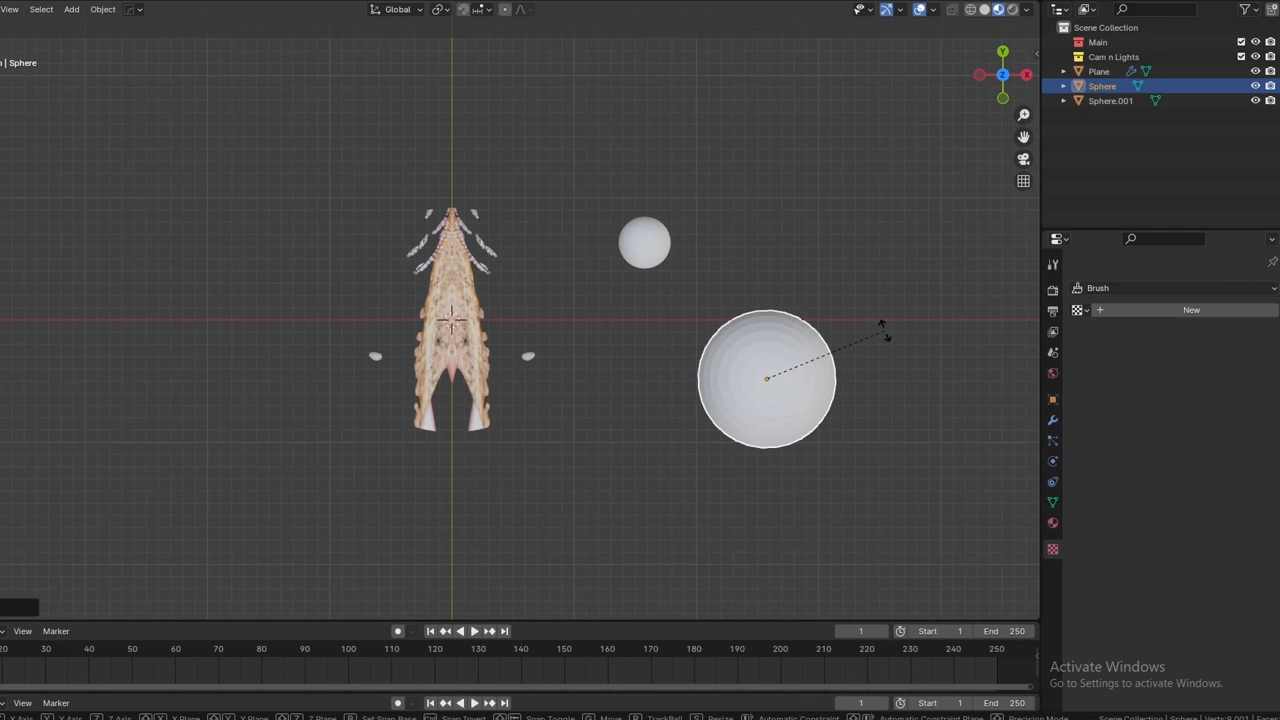 View Select Add Object Global
| Sphere
Y
Z X
Scene Collection
Main
Cam n Lights
Plane
Sphere
Sphere.001
Brush
+ New
View Marker
1 Start 1 End 250
20 30 40 50 60 70 80 90 100 110 120 130 140 150 160 170 180 190 200 210 220 230 240 250
Activate Windows
Go to Settings to activate Windows.
View Marker
1 Start 1 End 250